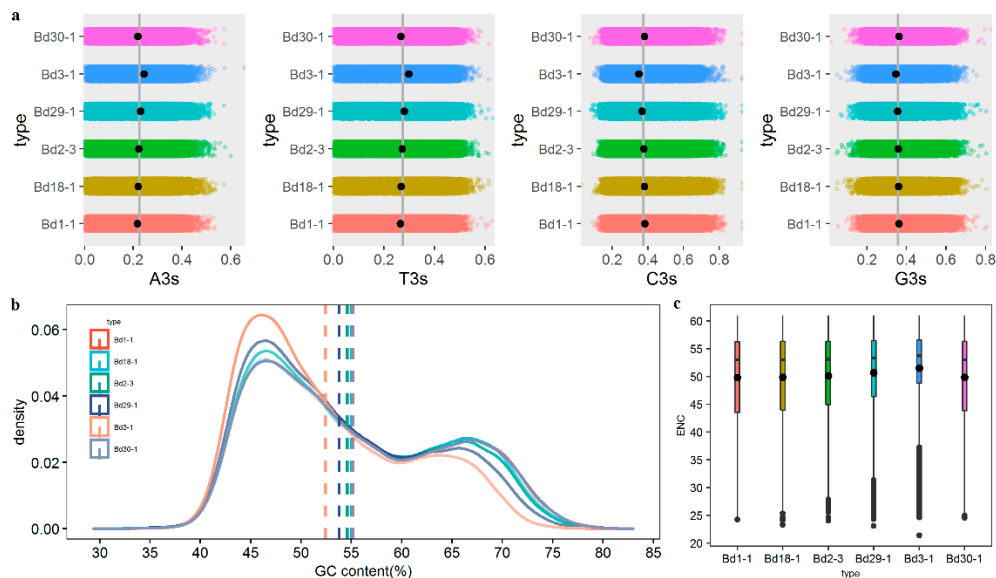 a
type
Bd30-1
Bd3-1
Bd29-1
Bd2-3
Bd18-1
Bd1-1
0.0 0.2 0.4 0.6
A3s
type
Bd30-1
Bd3-1
Bd29-1
Bd2-3
Bd18-1
Bd1-1
0.0 0.2 0.4 0.6
T3s
type
Bd30-1
Bd3-1
Bd29-1
Bd2-3
Bd18-1
Bd1-1
0.2 0.4 0.6 0.8
C3s
type
Bd30-1
Bd3-1
Bd29-1
Bd2-3
Bd18-1
Bd1-1
0.0 0.2 0.4 0.6 0.8
G3s
b
density
0.06
0.04
0.02
0.00
type
Bd1-1
Bd18-1
Bd2-3
Bd29-1
Bd3-1
Bd30-1
30 35 40 45 50 55 60 65 70 75 80 85
GC content(%)
c
ENC
60
55
50
45
40
35
30
25
20
Bd1-1 Bd18-1 Bd2-3 Bd29-1 Bd3-1 Bd30-1
type